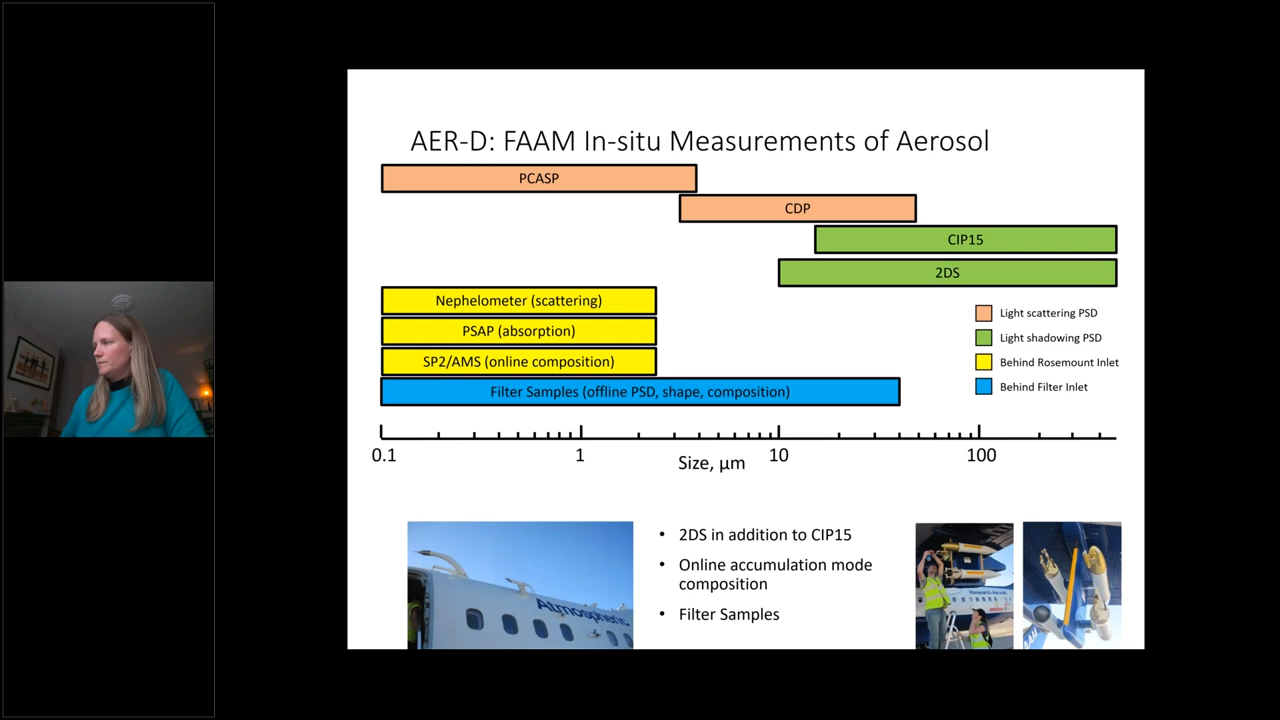 AER-D: FAAM In-situ Measurements of Aerosol
PCASP
CDP
CIP15
2DS
Nephelometer (scattering)
PSAP (absorption)
SP2/AMS (online composition)
Filter Samples (offline PSD, shape, composition)
Light scattering PSD
Light shadowing PSD
Behind Rosemount Inlet
Behind Filter Inlet
0.1
1
10
100
Size, µm
• 2DS in addition to CIP15
• Online accumulation mode
composition
• Filter Samples
Atmospheric